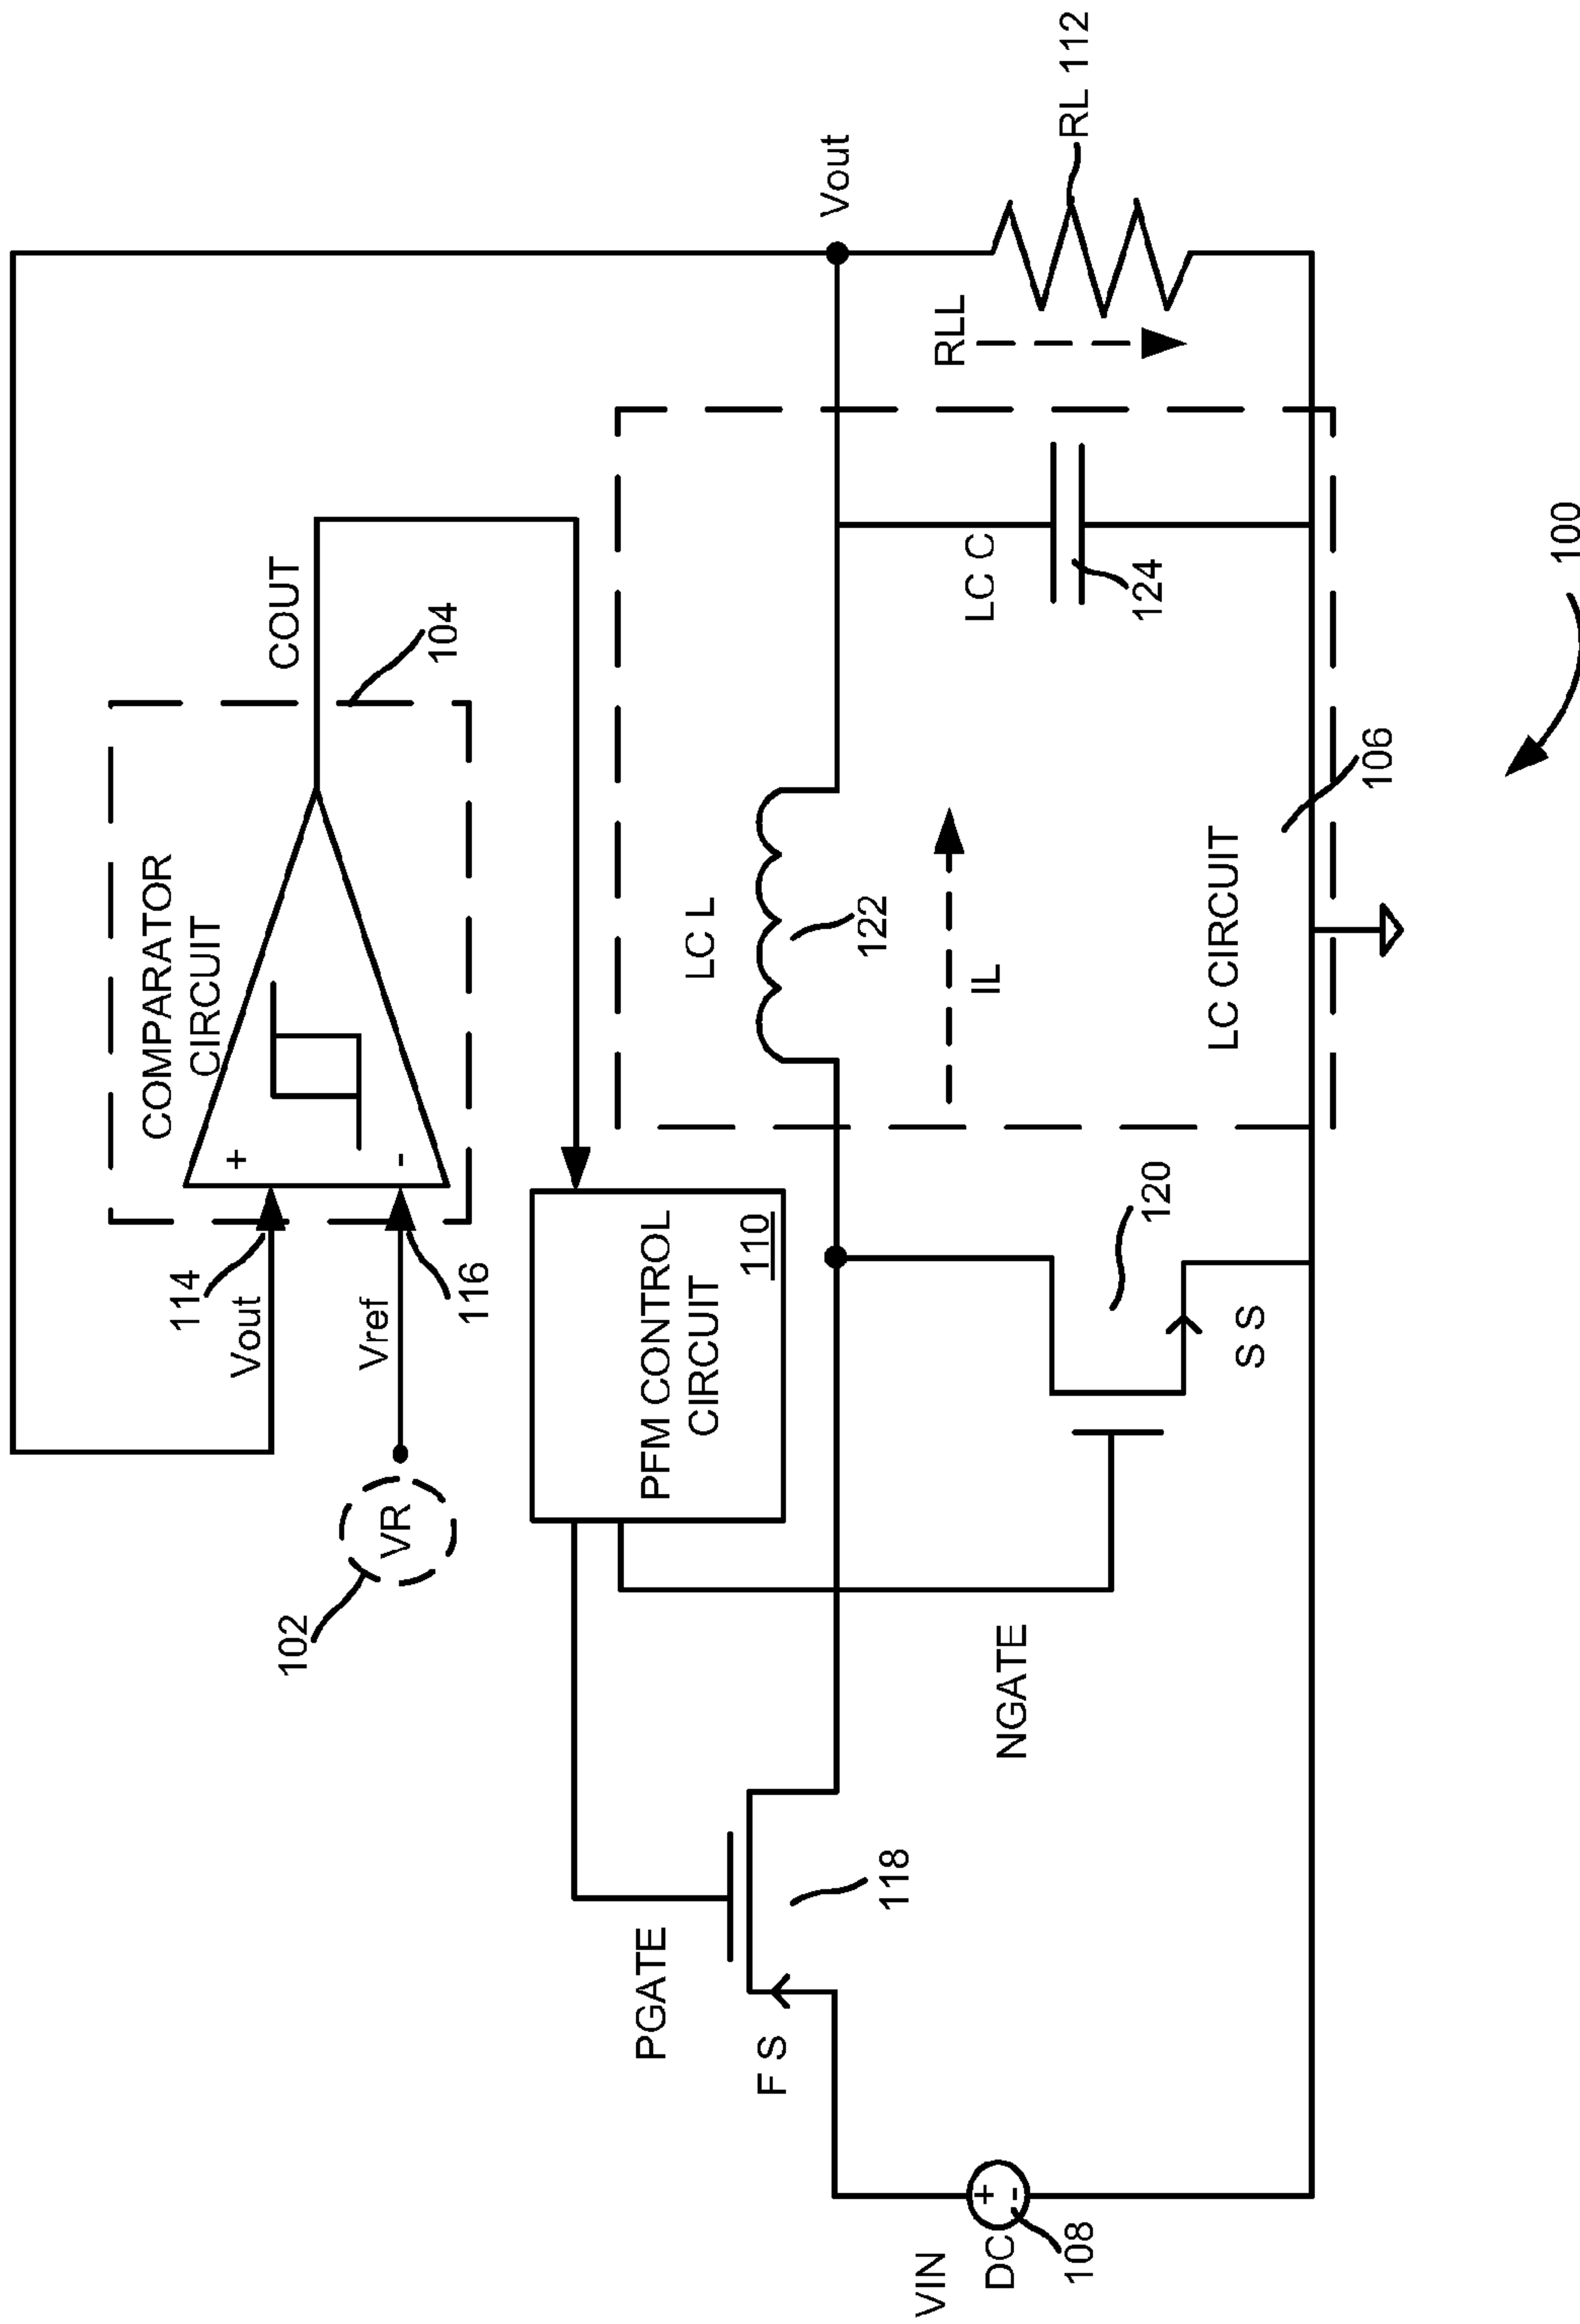 COMPARATOR
CIRCUIT
COUT
104
+
-
114
Vout
Vref
116
VR
102
PFM CONTROL
CIRCUIT
110
PGATE
F S
118
NGATE
120
S S
LC L
122
IL
LC CIRCUIT
106
LC C
124
RLL
Vout
RL 112
VIN
DC
+
-
108
100